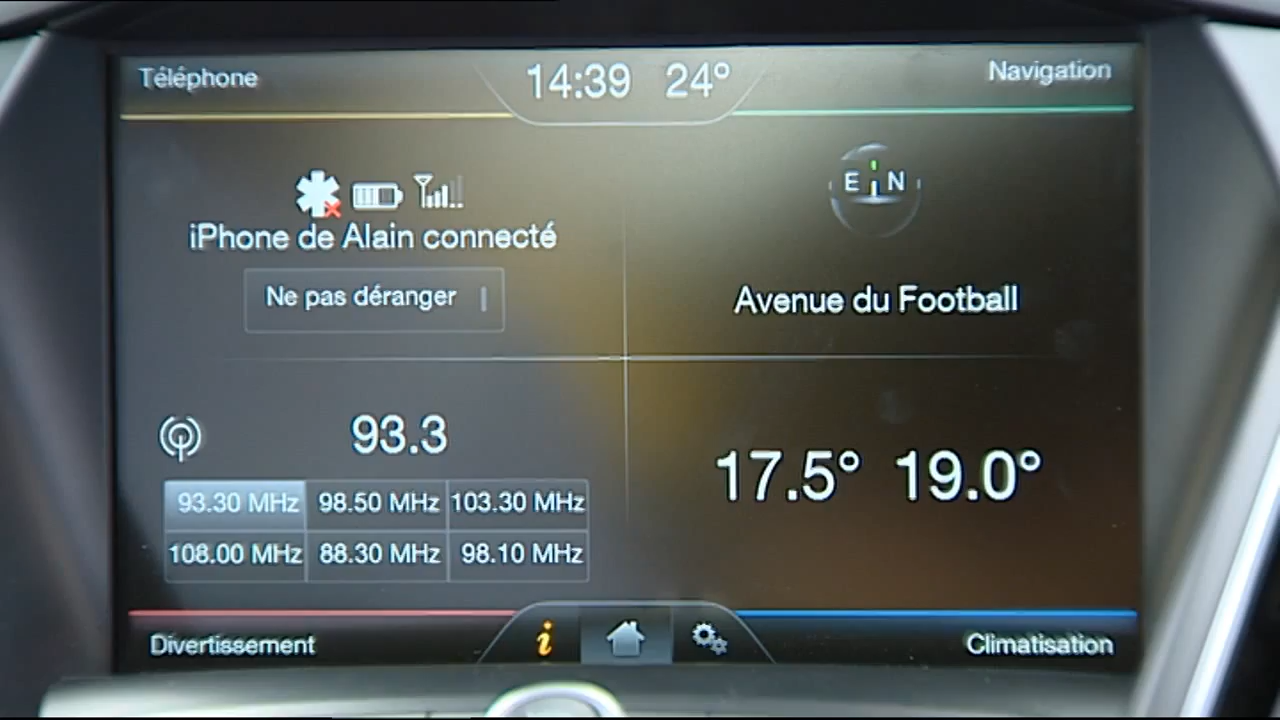 Téléphone
14:39 24°
Navigation
iPhone de Alain connecté
Ne pas déranger
E N
Avenue du Football
93.3
93.30 MHz 98.50 MHz 103.30 MHz
108.00 MHz 88.30 MHz 98.10 MHz
17.5° 19.0°
Divertissement
i
Climatisation